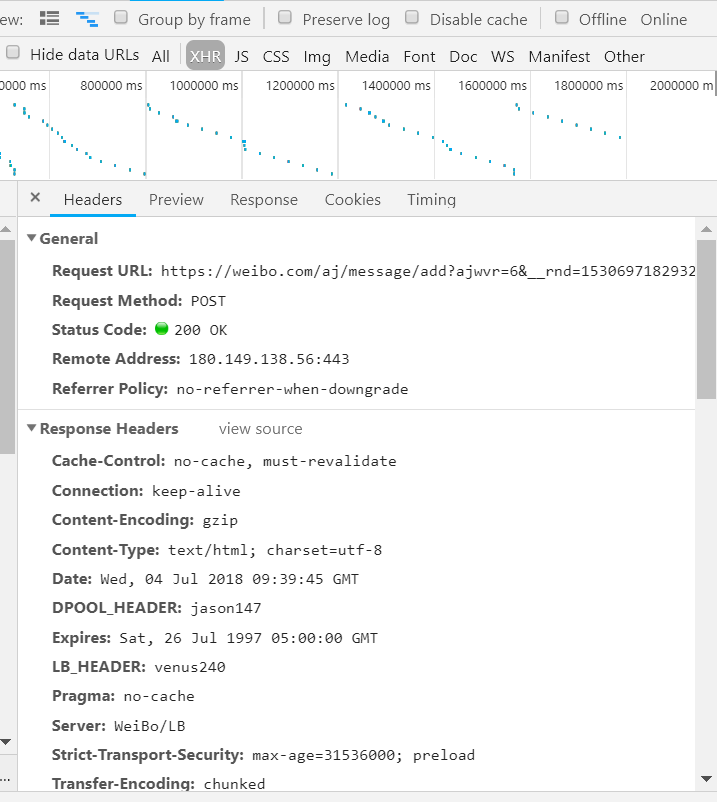 ew: Group by frame Preserve log Disable cache Offline Online
Hide data URLs All XHR JS CSS Img Media Font Doc WS Manifest Other
0000 ms 800000 ms 1000000 ms 1200000 ms 1400000 ms 1600000 ms 1800000 ms 2000000 m
× Headers Preview Response Cookies Timing
General
Request URL: https://weibo.com/aj/message/add?ajwvr=6&__rnd=1530697182932
Request Method: POST
Status Code: 200 OK
Remote Address: 180.149.138.56:443
Referrer Policy: no-referrer-when-downgrade
Response Headers view source
Cache-Control: no-cache, must-revalidate
Connection: keep-alive
Content-Encoding: gzip
Content-Type: text/html; charset=utf-8
Date: Wed, 04 Jul 2018 09:39:45 GMT
DPOOL_HEADER: jason147
Expires: Sat, 26 Jul 1997 05:00:00 GMT
LB_HEADER: venus240
Pragma: no-cache
Server: WeiBo/LB
Strict-Transport-Security: max-age=31536000; preload
... Transfer-Encoding: chunked